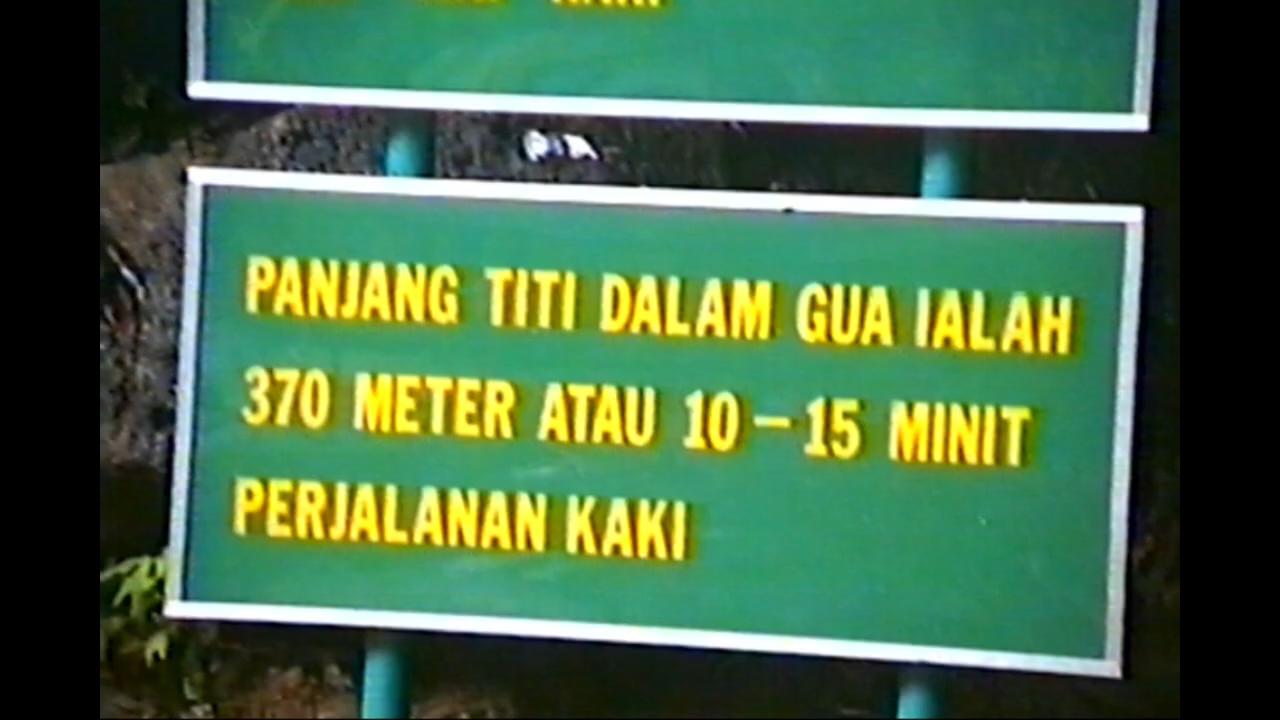 PANJANG TITI DALAM GUA IALAH
370 METER ATAU 10 – 15 MINIT
PERJALANAN KAKI